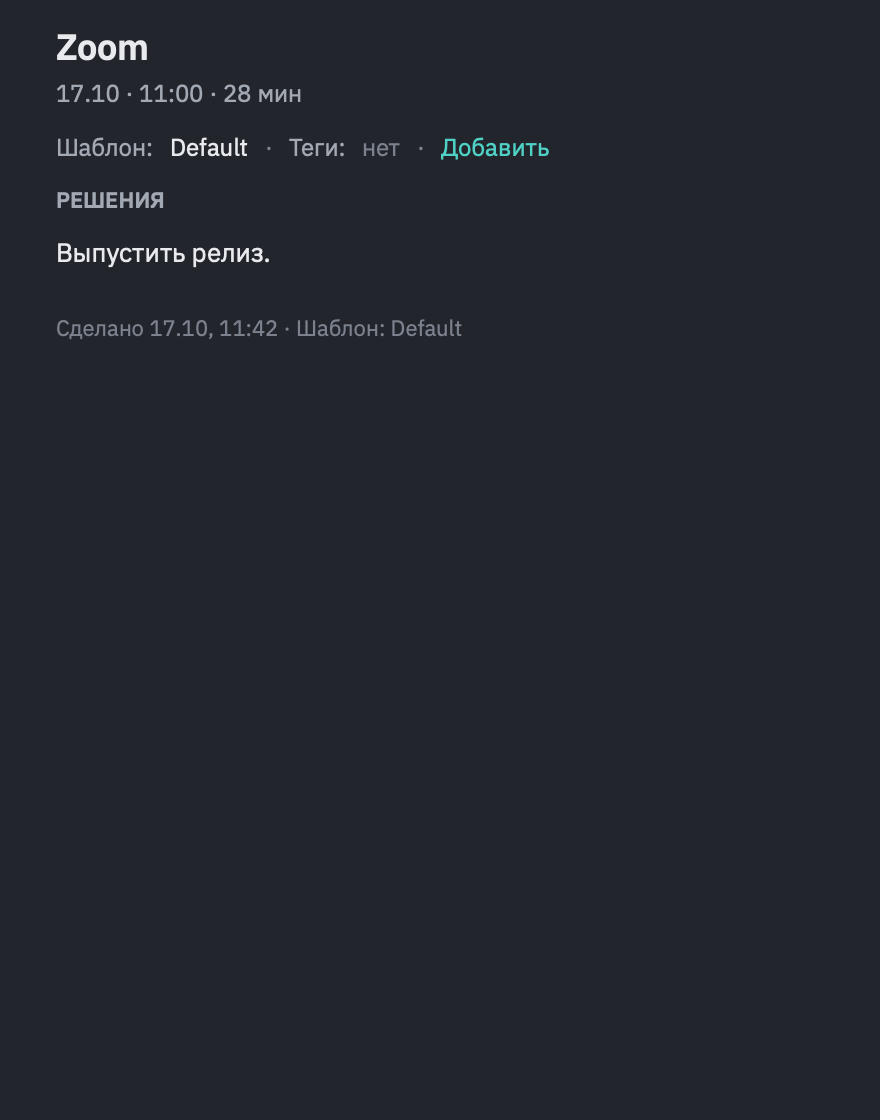 Zoom
17.10 · 11:00 · 28 мин
Шаблон: Default · Теги: нет · Добавить
РЕШЕНИЯ
Выпустить релиз.
Сделано 17.10, 11:42 · Шаблон: Default